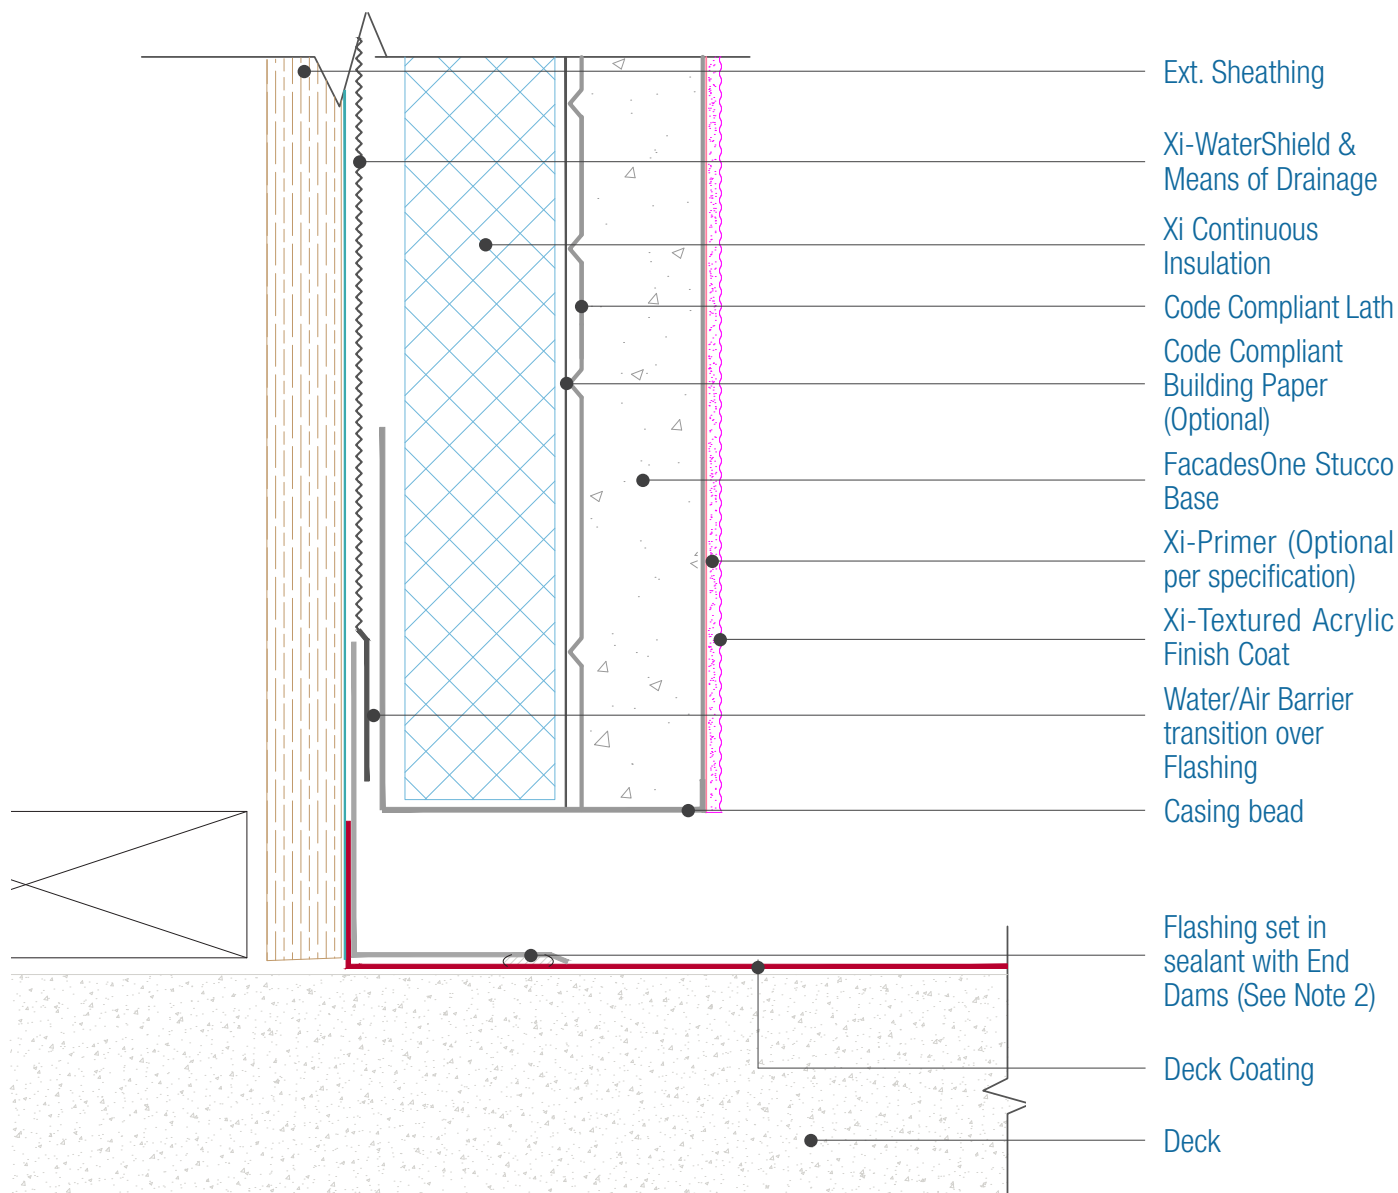 Ext. Sheathing
Xi-WaterShield &
Means of Drainage
Xi Continuous
Insulation
Code Compliant Lath
Code Compliant
Building Paper
(Optional)
FacadesOne Stucco
Base
Xi-Primer (Optional
per specification)
Xi-Textured Acrylic
Finish Coat
Water/Air Barrier
transition over
Flashing
Casing bead
Flashing set in
sealant with End
Dams (See Note 2)
Deck Coating
Deck